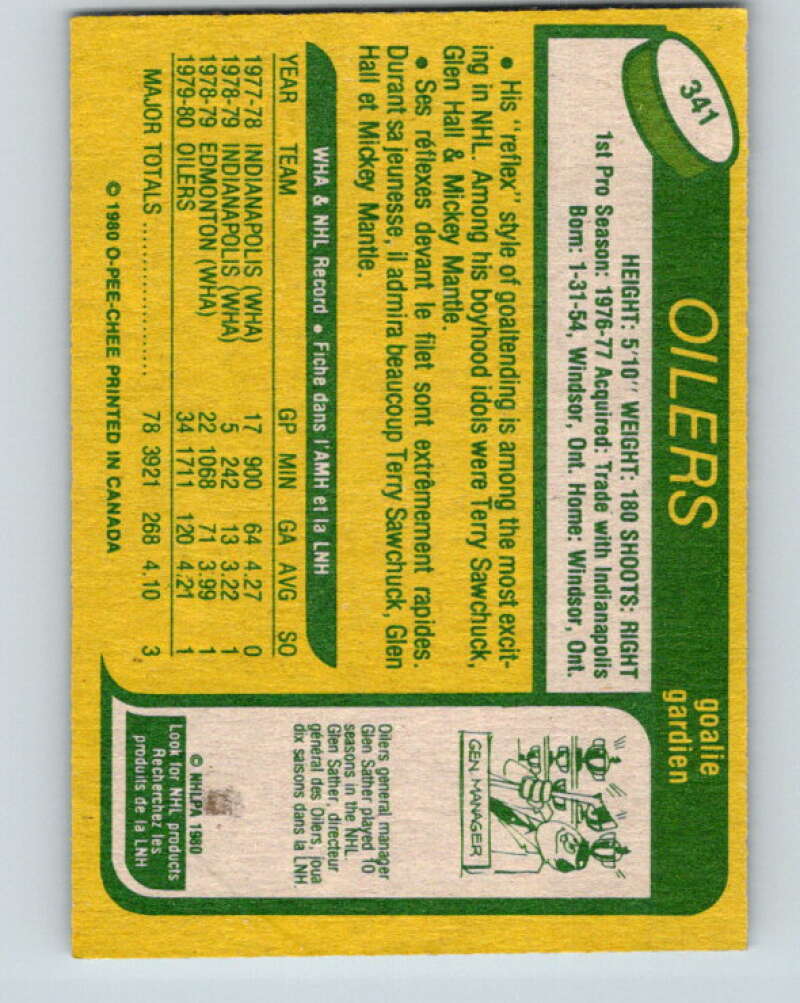 341
OILERS
goalie
gardien
HEIGHT: 5'10'' WEIGHT: 180 SHOOTS: RIGHT
1st Pro Season: 1976-77 Acquired: Trade with Indianapolis
Born: 1-31-54, Windsor, Ont. Home: Windsor, Ont.
• His "reflex" style of goaltending is among the most excit-
ing in NHL. Among his boyhood idols were Terry Sawchuck,
Glen Hall & Mickey Mantle.
• Ses réflexes devant le filet sont extrêmement rapides.
Durant sa jeunesse, il admira beaucoup Terry Sawchuck, Glen
Hall et Mickey Mantle.
WHA & NHL Record • Fiche dans l'AMH et la LNH
YEAR TEAM GP MIN GA AVG SO
1977-78 INDIANAPOLIS (WHA) 17 900 64 4.27 0
1978-79 INDIANAPOLIS (WHA) 5 242 13 3.22 1
1978-79 EDMONTON (WHA) 22 1068 71 3.99 1
1979-80 OILERS 34 1711 120 4.21 1
MAJOR TOTALS ..................... 78 3921 268 4.10 3
© 1980 O-PEE-CHEE PRINTED IN CANADA
GEN. MANAGER
Oilers general manager
Glen Sather played 10
seasons in the NHL.
Glen Sather, directeur
général des Oilers, joua
dix saisons dans la LNH.
© NHLPA 1980
Look for NHL products
Recherchez les
produits de la LNH